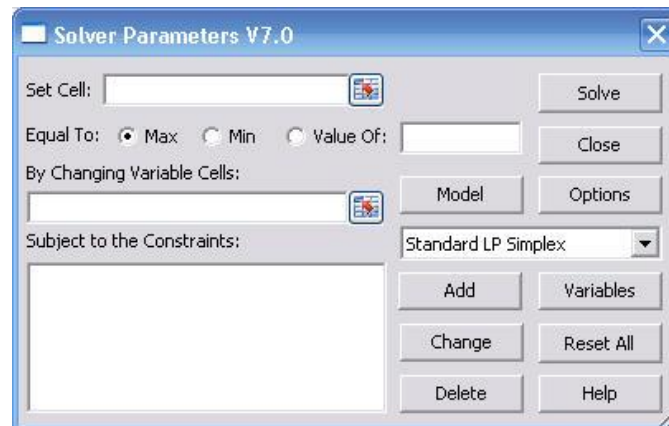 Solver Parameters V7.0
Set Cell:
Solve
Equal To: Max Min Value Of:
Close
By Changing Variable Cells:
Model Options
Subject to the Constraints:
Standard LP Simplex
Add Variables
Change Reset All
Delete Help